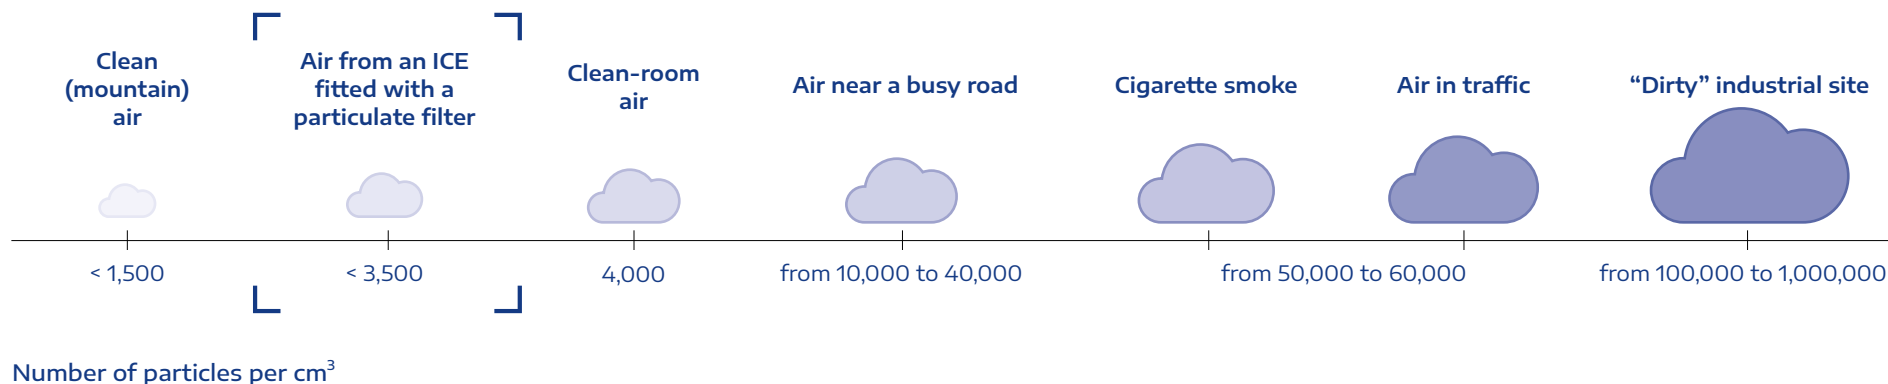 Clean
(mountain)
air
Air from an ICE
fitted with a
particulate filter
Clean-room
air
Air near a busy road
Cigarette smoke
Air in traffic
“Dirty” industrial site
< 1,500
< 3,500
4,000
from 10,000 to 40,000
from 50,000 to 60,000
from 100,000 to 1,000,000
Number of particles per cm³